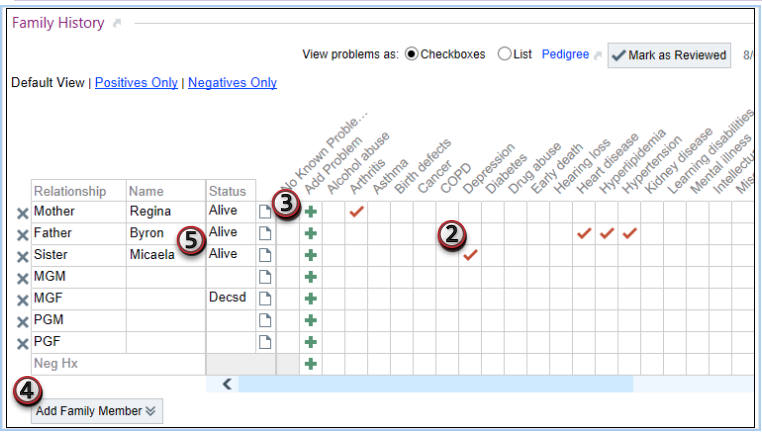 Family History
View problems as: Checkboxes List Pedigree Mark as Reviewed 8/
Default View | Positives Only | Negatives Only
No Known Proble...
Add Problem
Alcohol abuse
Arthritis
Asthma
Birth defects
Cancer
COPD
Depression
Diabetes
Drug abuse
Early death
Hearing loss
Heart disease
Hyperlipidemia
Hypertension
Kidney disease
Learning disabilities
Mental illness
Intellectu
Mis
Relationship Name Status
3
Mother Regina Alive
Father Byron Alive
5
2
Sister Micaela Alive
MGM
MGF Decsd
PGM
PGF
Neg Hx
4
Add Family Member